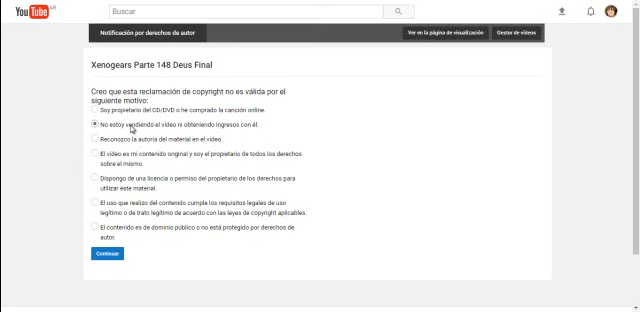 YouTube AR
Buscar
Notificación por derechos de autor
Ver en la página de visualización
Gestor de vídeos
Xenogears Parte 148 Deus Final
Creo que esta reclamación de copyright no es válida por el
siguiente motivo:
Soy propietario del CD/DVD o he comprado la canción online.
No estoy vendiendo el vídeo ni obteniendo ingresos con él.
Reconozco la autoría del material en el vídeo.
El vídeo es mi contenido original y soy el propietario de todos los derechos
sobre el mismo.
Dispongo de una licencia o permiso del propietario de los derechos para
utilizar este material.
El uso que realizo del contenido cumple los requisitos legales de uso
legítimo o de trato legítimo de acuerdo con las leyes de copyright aplicables.
El contenido es de dominio público o no está protegido por derechos de
autor.
Continuar